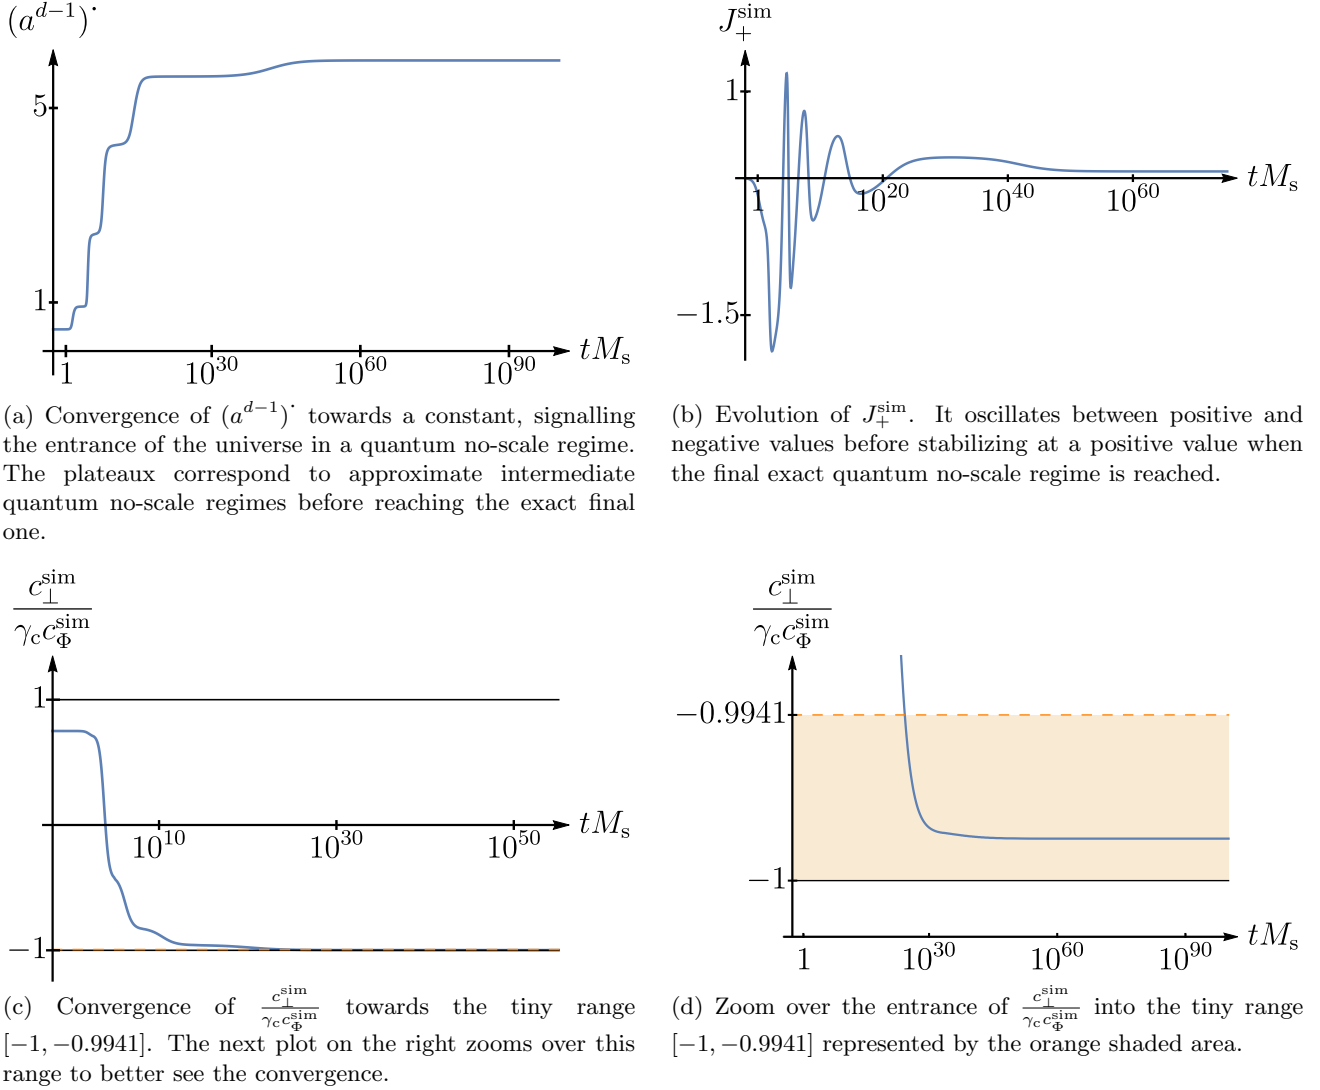 (a^{d−1})˙
5
1
1 10^{30} 10^{60} 10^{90} tM_s
(a) Convergence of (a^{d−1})˙ towards a constant, signalling
the entrance of the universe in a quantum no-scale regime.
The plateaux correspond to approximate intermediate
quantum no-scale regimes before reaching the exact final
one.
J_+^{sim}
1
1 10^{20} 10^{40} 10^{60} tM_s
−1.5
(b) Evolution of J_+^{sim}. It oscillates between positive and
negative values before stabilizing at a positive value when
the final exact quantum no-scale regime is reached.
c_⊥^{sim}
γ_c c_Φ^{sim}
1
10^{10} 10^{30} 10^{50} tM_s
−1
(c) Convergence of c_⊥^{sim}/γ_c c_Φ^{sim} towards the tiny range
[−1, −0.9941]. The next plot on the right zooms over this
range to better see the convergence.
c_⊥^{sim}
γ_c c_Φ^{sim}
−0.9941
−1
1 10^{30} 10^{60} 10^{90} tM_s
(d) Zoom over the entrance of c_⊥^{sim}/γ_c c_Φ^{sim} into the tiny range
[−1, −0.9941] represented by the orange shaded area.